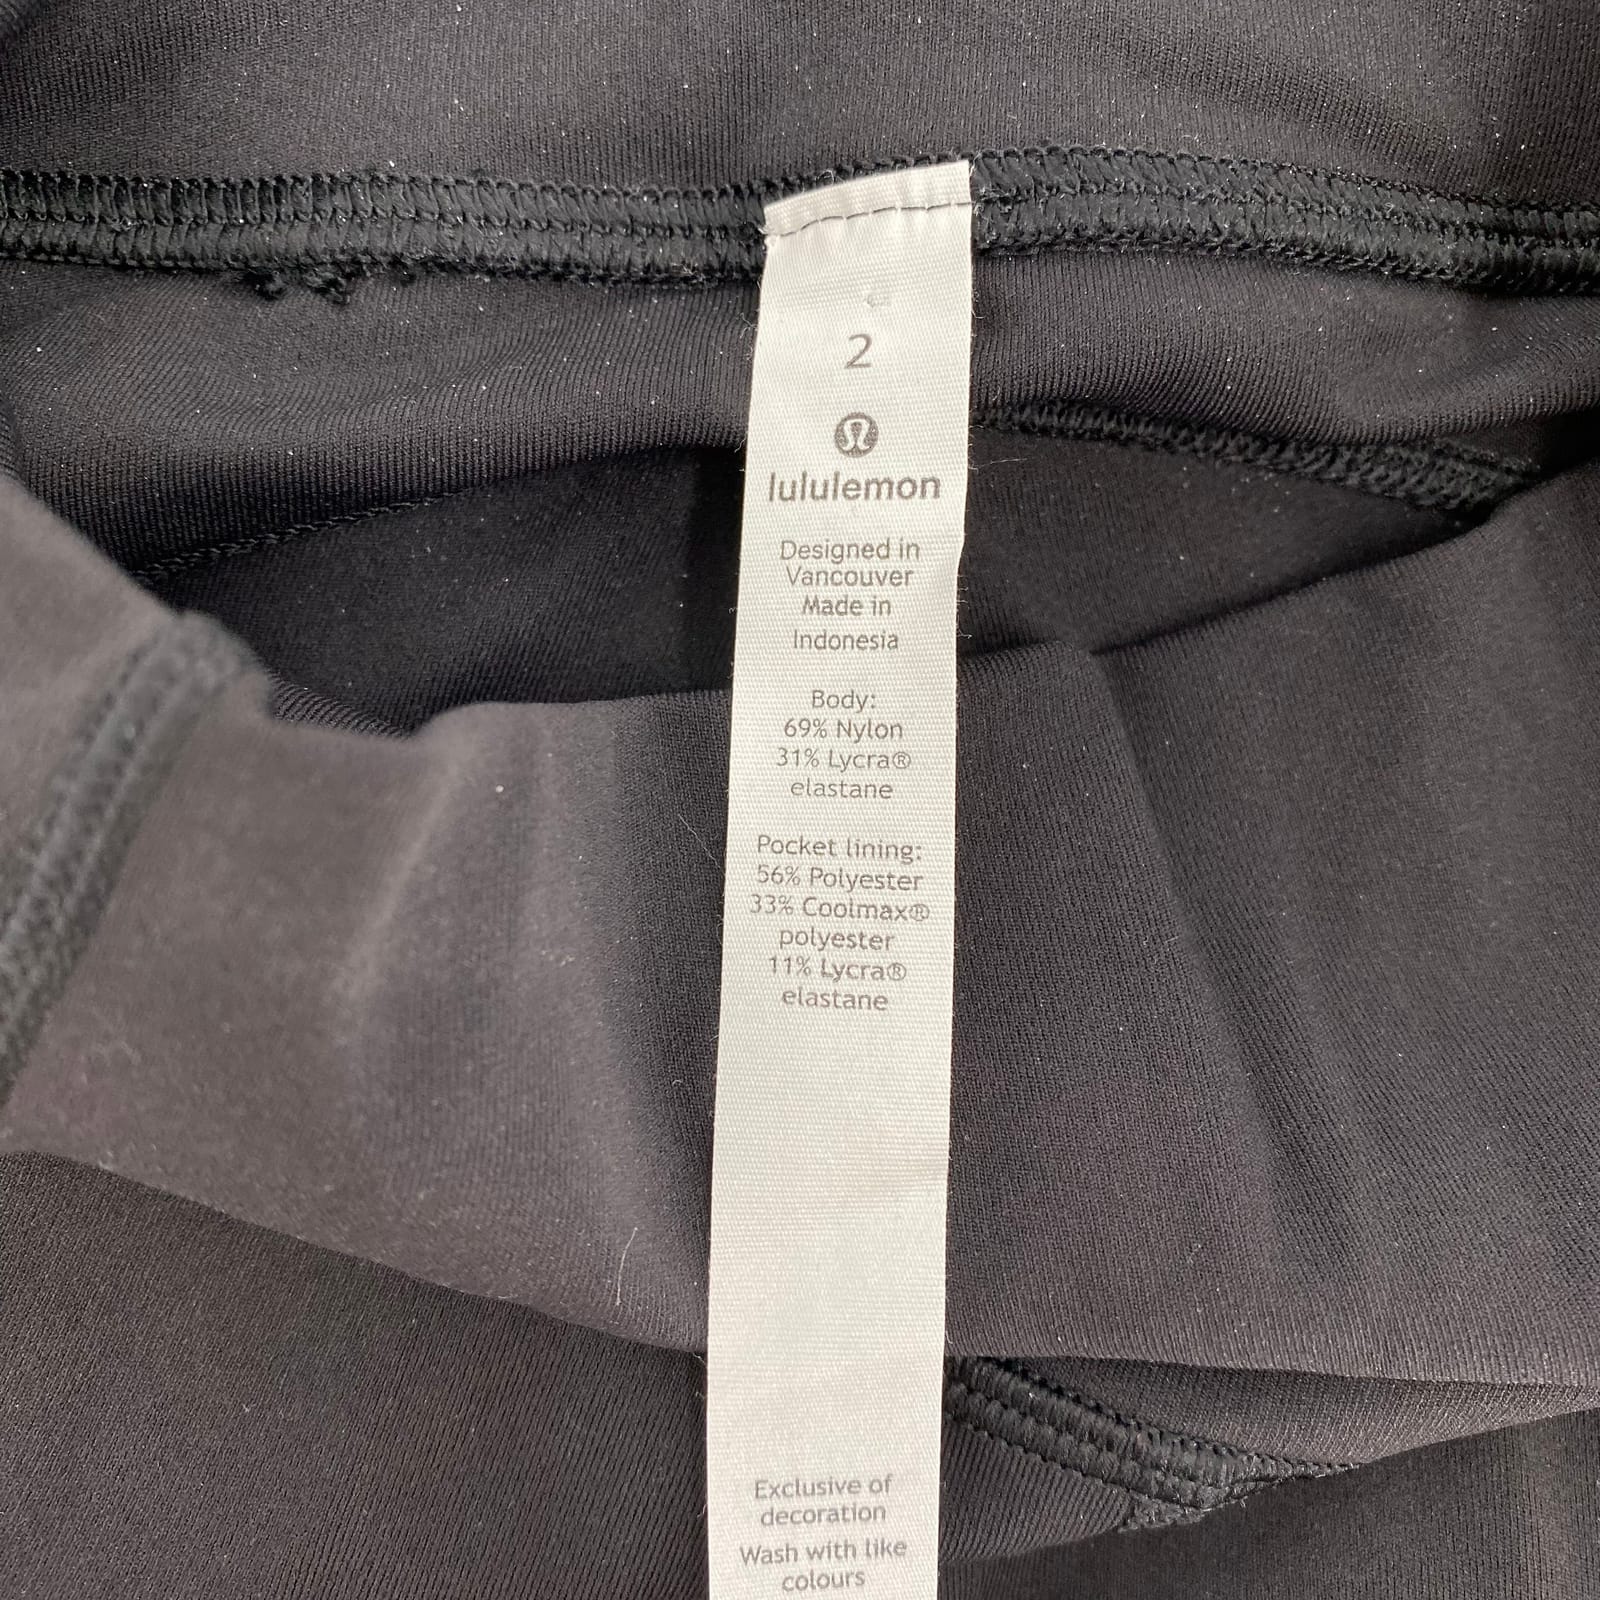 2
lululemon
Designed in
Vancouver
Made in
Indonesia
Body:
69% Nylon
31% Lycra®
elastane
Pocket lining:
56% Polyester
33% Coolmax®
polyester
11% Lycra®
elastane
Exclusive of
decoration
Wash with like
colours